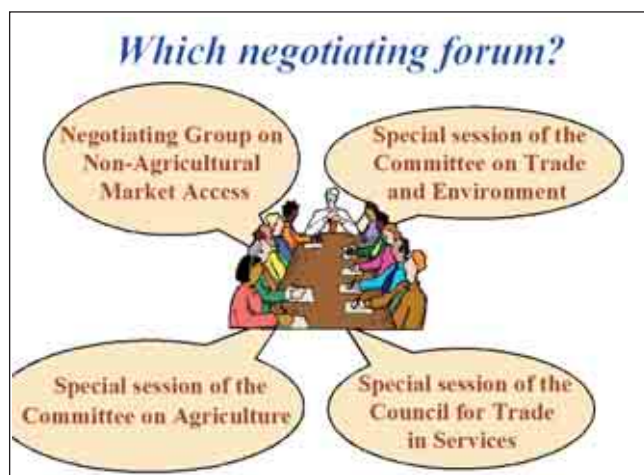 Which negotiating forum?
Negotiating Group on
Non-Agricultural
Market Access
Special session of the
Committee on Trade
and Environment
Special session of the
Committee on Agriculture
Special session of the
Council for Trade
in Services